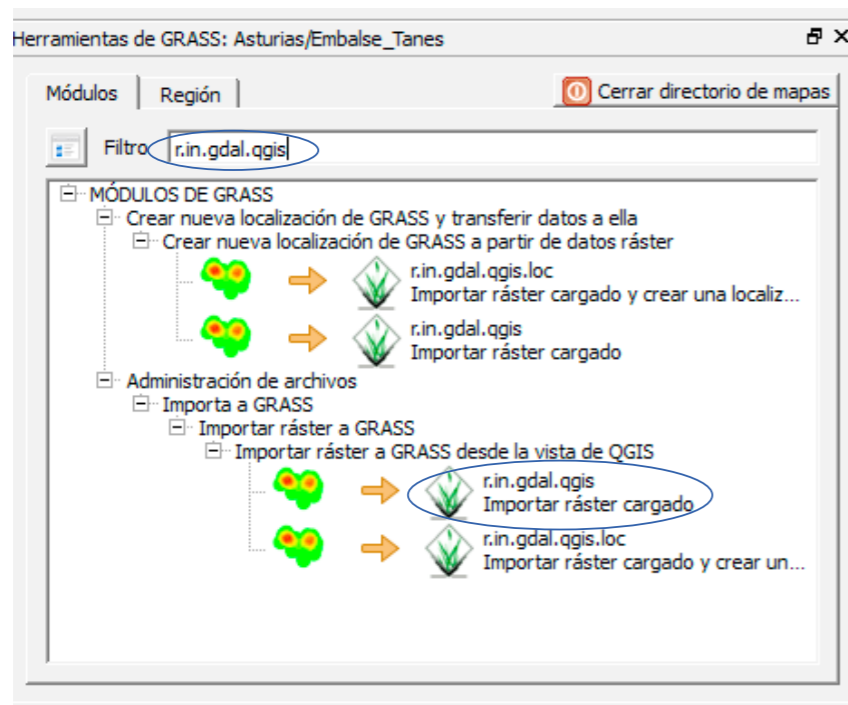 Herramientas de GRASS: Asturias/Embalse_Tanes
Módulos Región Cerrar directorio de mapas
Filtro r.in.gdal.qgis
MÓDULOS DE GRASS
Crear nueva localización de GRASS y transferir datos a ella
Crear nueva localización de GRASS a partir de datos ráster
r.in.gdal.qgis.loc
Importar ráster cargado y crear una localiz...
r.in.gdal.qgis
Importar ráster cargado
Administración de archivos
Importa a GRASS
Importar ráster a GRASS
Importar ráster a GRASS desde la vista de QGIS
r.in.gdal.qgis
Importar ráster cargado
r.in.gdal.qgis.loc
Importar ráster cargado y crear un...